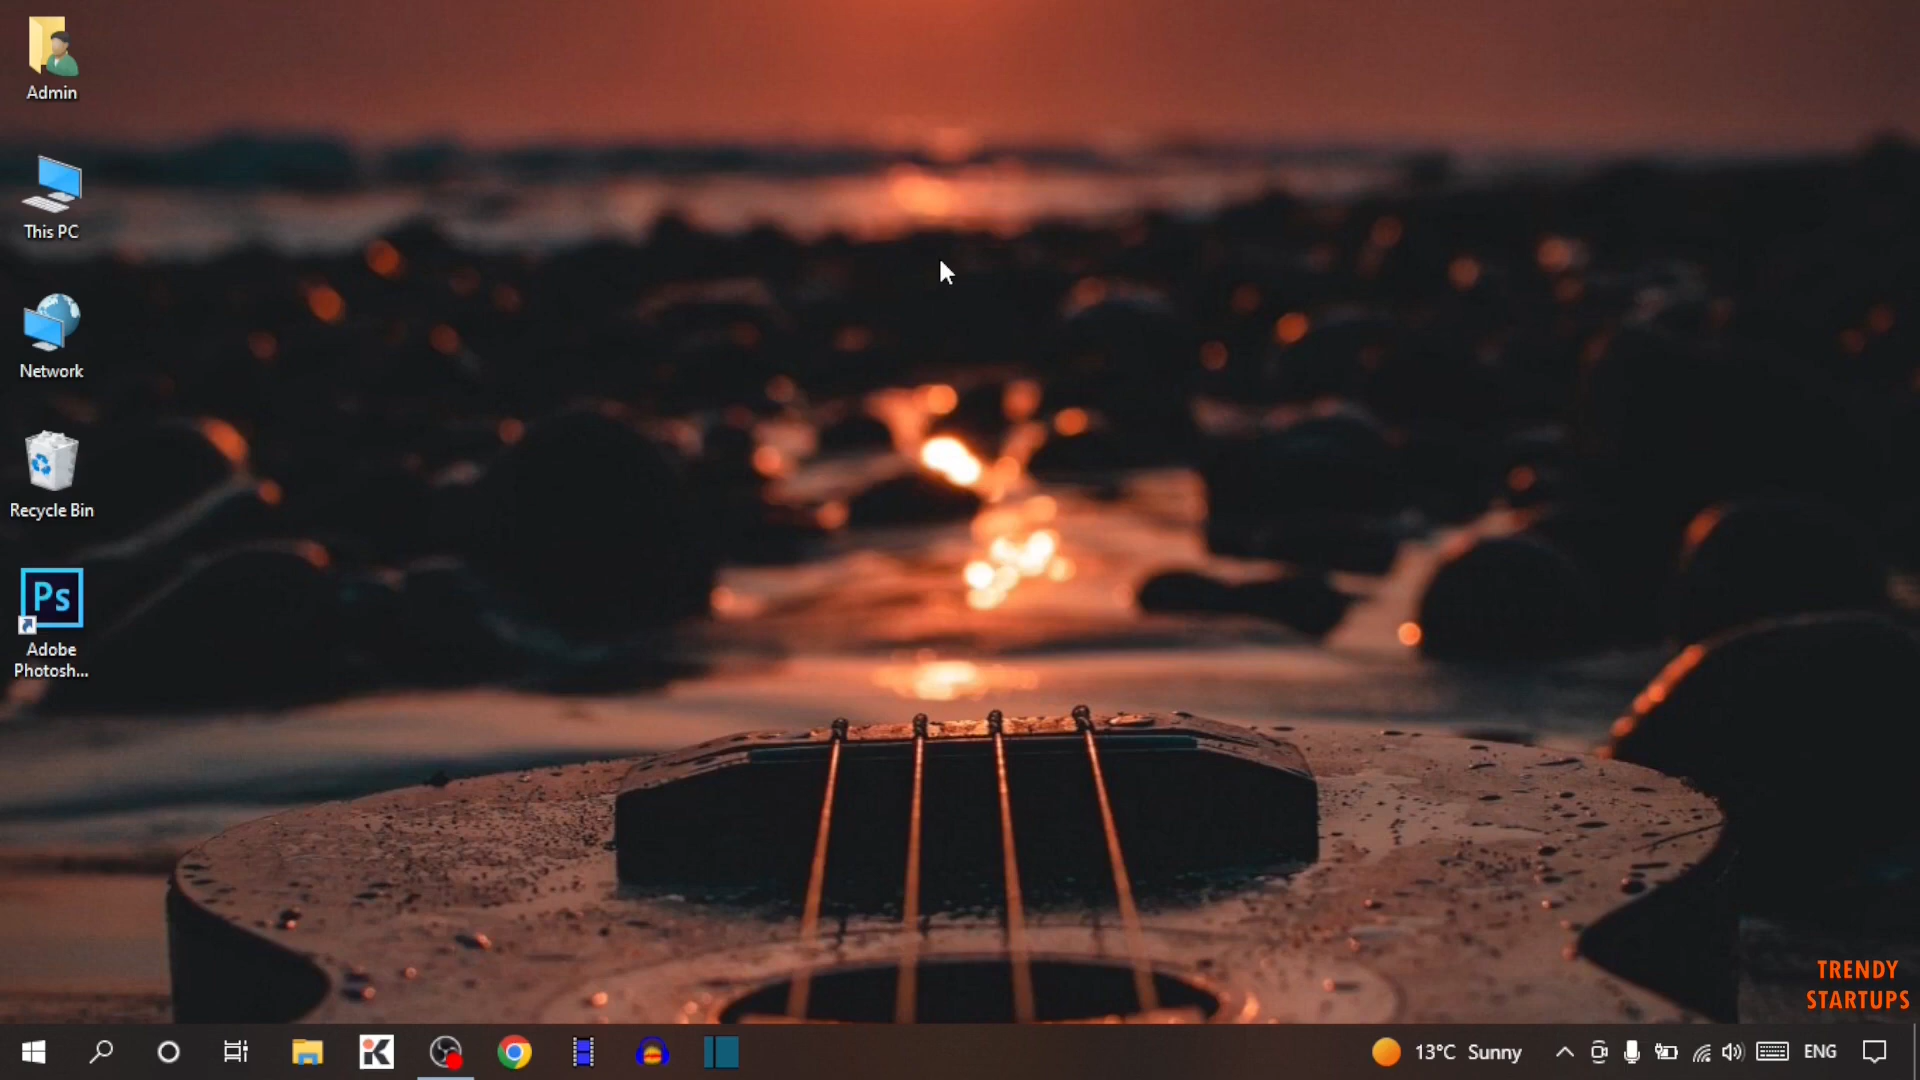 Admin
This PC
Network
Recycle Bin
Ps
Adobe
Photosh...
TRENDY
STARTUPS
K
13°C Sunny
ENG